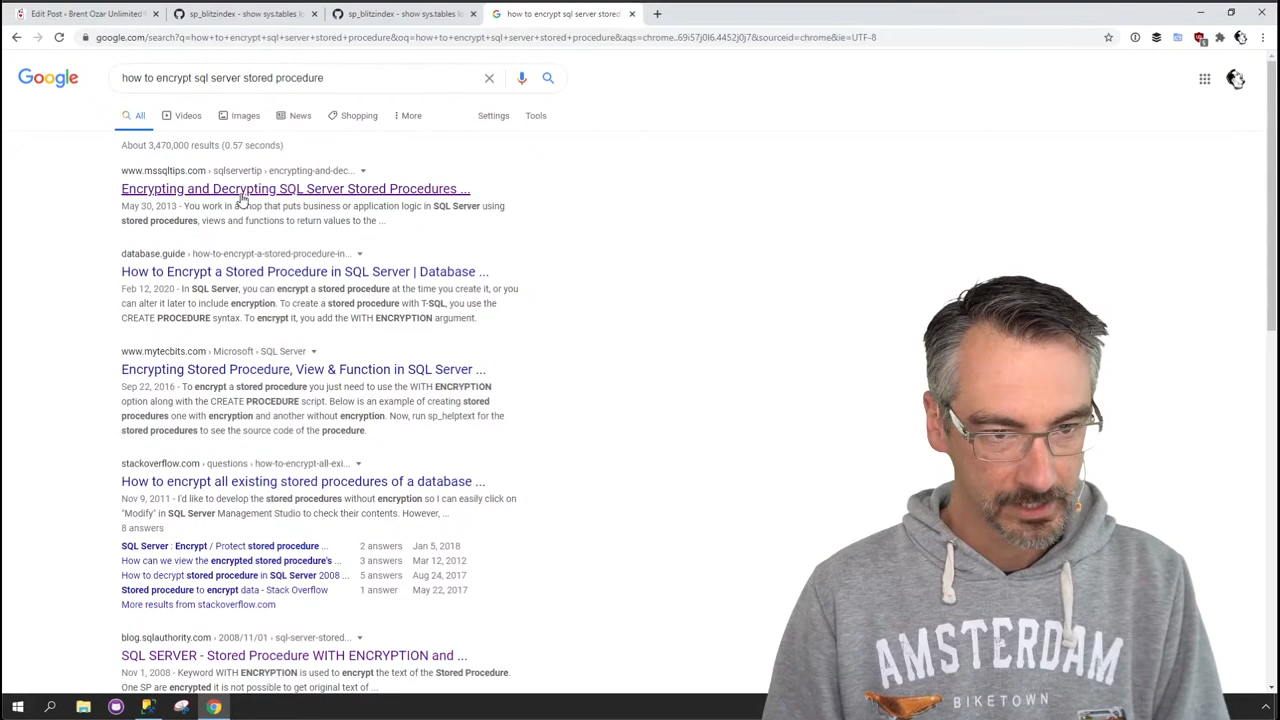 Edit Post ‹ Brent Ozar Unlimited®
sp_blitzindex - show sys.tables lo
sp_blitzindex - show sys.tables lo
how to encrypt sql server stored
google.com/search?q=how+to+encrypt+sql+server+stored+procedure&oq=how+to+encrypt+sql+server+stored+procedure&aqs=chrome..69i57j0l6.4452j0j7&sourceid=chrome&ie=UTF-8
Google
how to encrypt sql server stored procedure
All Videos Images News Shopping More Settings Tools
About 3,470,000 results (0.57 seconds)
www.mssqltips.com › sqlservertip › encrypting-and-dec...
Encrypting and Decrypting SQL Server Stored Procedures ...
May 30, 2013 - You work in a shop that puts business or application logic in SQL Server using
stored procedures, views and functions to return values to the ...
database.guide › how-to-encrypt-a-stored-procedure-in...
How to Encrypt a Stored Procedure in SQL Server | Database ...
Feb 12, 2020 - In SQL Server, you can encrypt a stored procedure at the time you create it, or you
can alter it later to include encryption. To create a stored procedure with T-SQL, you use the
CREATE PROCEDURE syntax. To encrypt it, you add the WITH ENCRYPTION argument.
www.mytecbits.com › Microsoft › SQL Server
Encrypting Stored Procedure, View & Function in SQL Server ...
Sep 22, 2016 - To encrypt a stored procedure you just need to use the WITH ENCRYPTION
option along with the CREATE PROCEDURE script. Below is an example of creating stored
procedures one with encryption and another without encryption. Now, run sp_helptext for the
stored procedures to see the source code of the procedure.
stackoverflow.com › questions › how-to-encrypt-all-exi...
How to encrypt all existing stored procedures of a database ...
Nov 9, 2011 - I'd like to develop the stored procedures without encryption so I can easily click on
"Modify" in SQL Server Management Studio to check their contents. However, ...
8 answers
SQL Server : Encrypt / Protect stored procedure ... 2 answers Jan 5, 2018
How can we view the encrypted stored procedure's ... 3 answers Mar 12, 2012
How to decrypt stored procedure in SQL Server 2008 ... 5 answers Aug 24, 2017
Stored procedure to encrypt data - Stack Overflow 1 answer May 22, 2017
More results from stackoverflow.com
blog.sqlauthority.com › 2008/11/01 › sql-server-stored...
SQL SERVER - Stored Procedure WITH ENCRYPTION and ...
Nov 1, 2008 - Keyword WITH ENCRYPTION is used to encrypt the text of the Stored Procedure.
One SP are encrypted it is not possible to get original text of ...
AMSTERDAM
BIKETOWN